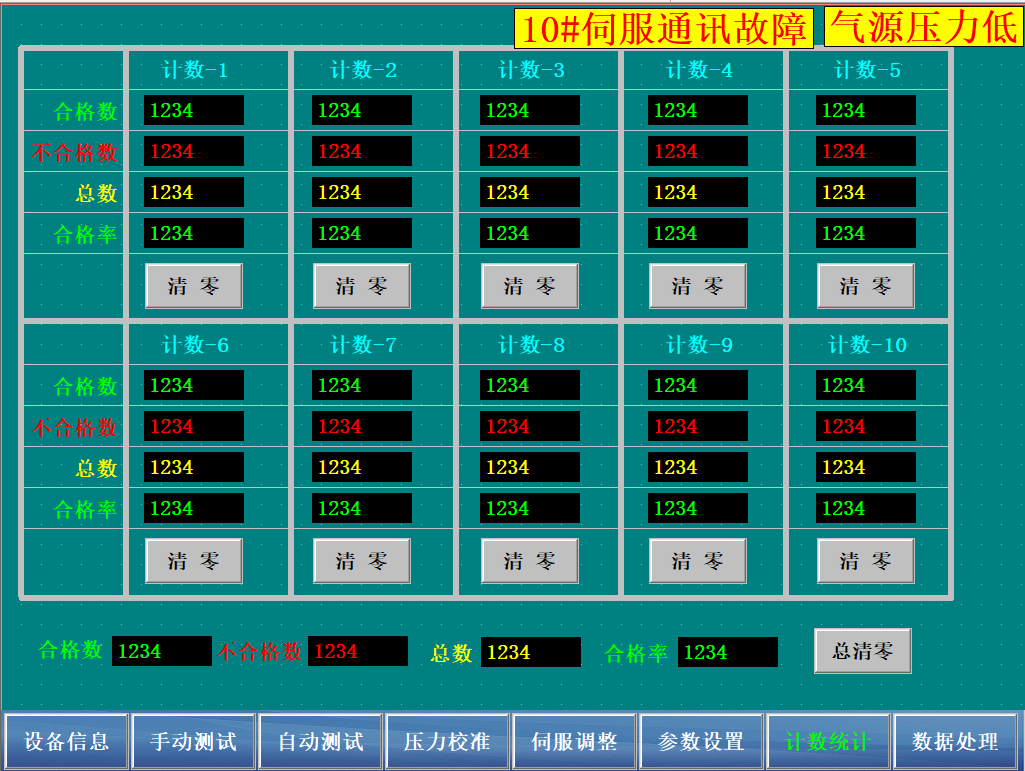 10#伺服通讯故障 气源压力低
计数-1 计数-2 计数-3 计数-4 计数-5
合格数 1234 1234 1234 1234 1234
不合格数 1234 1234 1234 1234 1234
总数 1234 1234 1234 1234 1234
合格率 1234 1234 1234 1234 1234
清 零 清 零 清 零 清 零 清 零
计数-6 计数-7 计数-8 计数-9 计数-10
合格数 1234 1234 1234 1234 1234
不合格数 1234 1234 1234 1234 1234
总数 1234 1234 1234 1234 1234
合格率 1234 1234 1234 1234 1234
清 零 清 零 清 零 清 零 清 零
合格数 1234 不合格数 1234 总数 1234 合格率 1234 总清零
设备信息 手动测试 自动测试 压力校准 伺服调整 参数设置 计数统计 数据处理